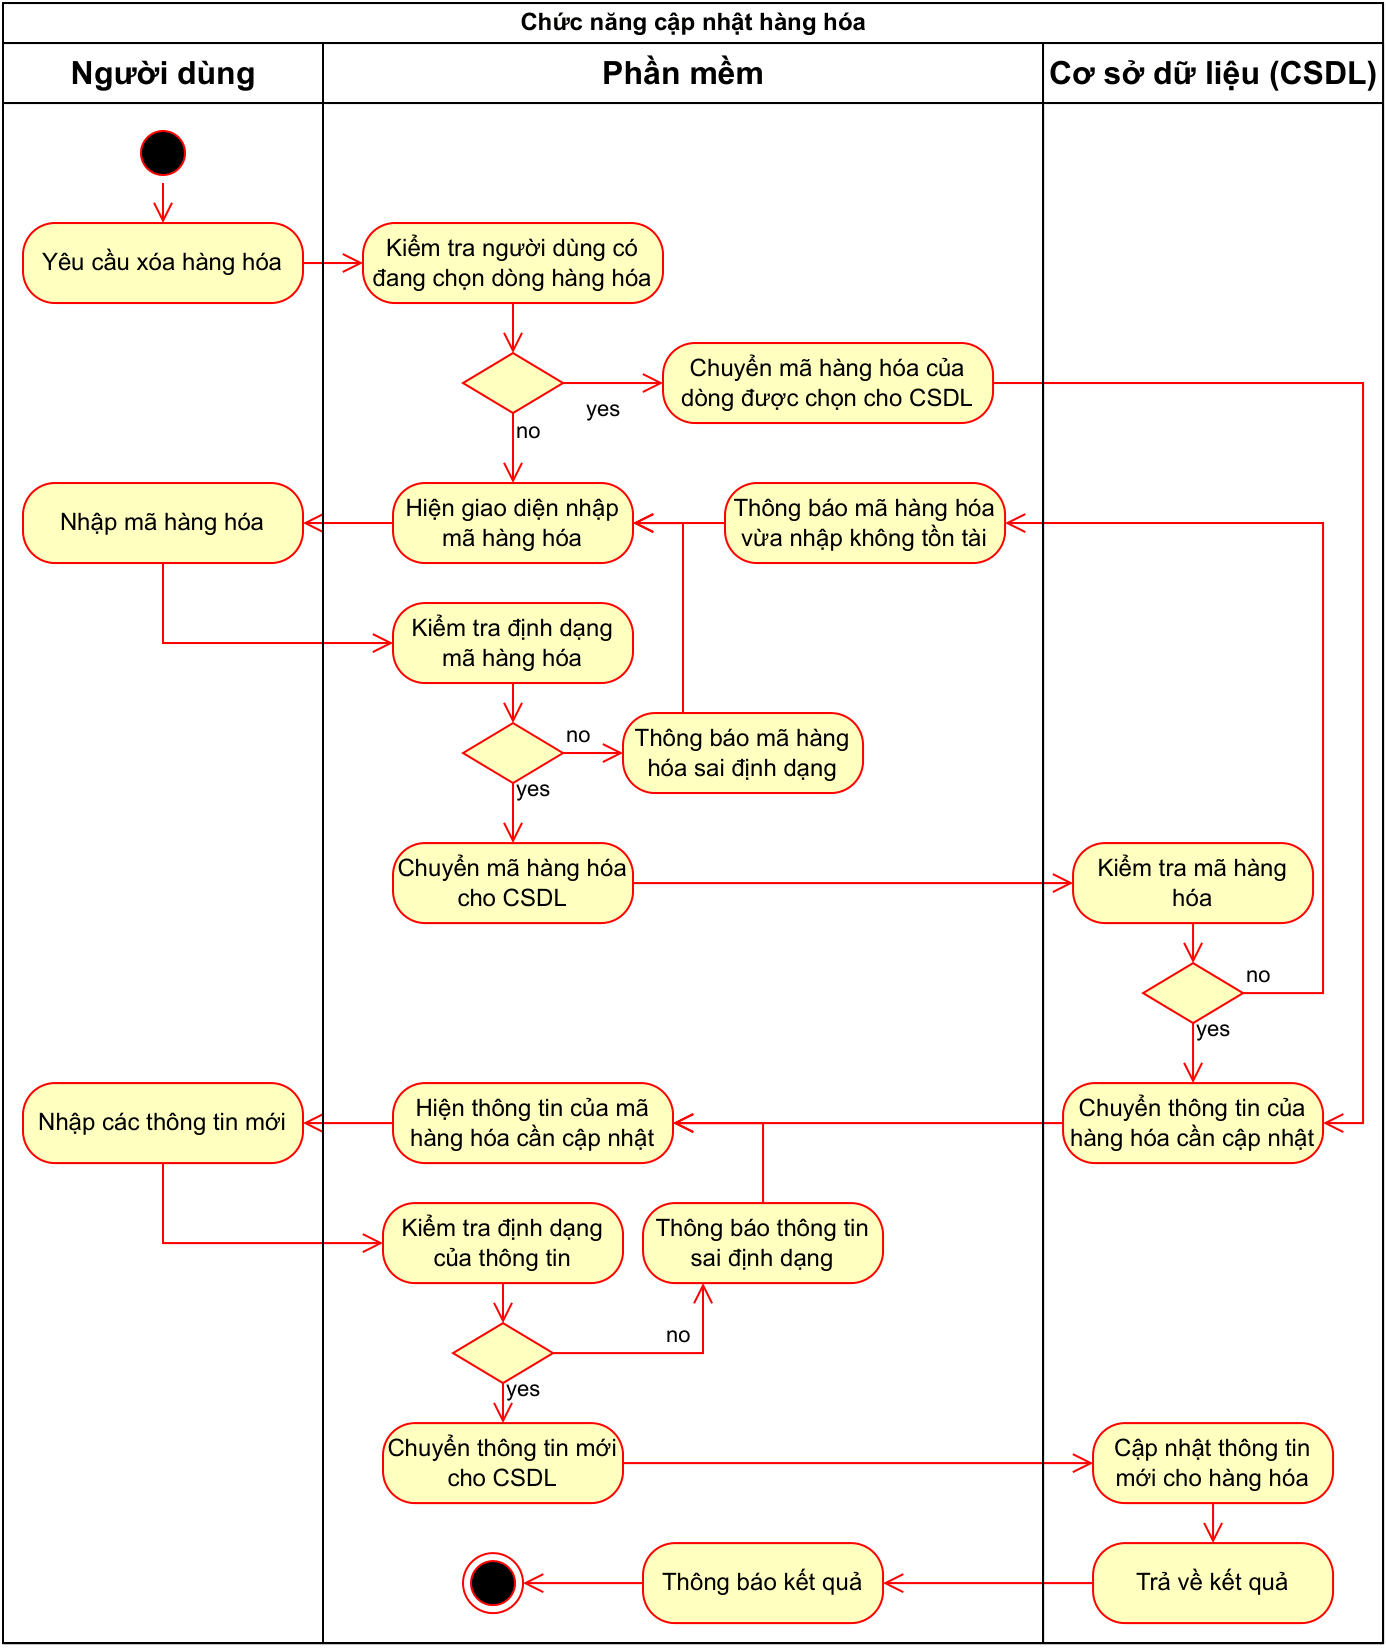 Chức năng cập nhật hàng hóa
Người dùng
Phần mềm
Cơ sở dữ liệu (CSDL)
Yêu cầu xóa hàng hóa
Kiểm tra người dùng có
đang chọn dòng hàng hóa
Chuyển mã hàng hóa của
dòng được chọn cho CSDL
yes
no
Nhập mã hàng hóa
Hiện giao diện nhập
mã hàng hóa
Thông báo mã hàng hóa
vừa nhập không tồn tài
Kiểm tra định dạng
mã hàng hóa
no
Thông báo mã hàng
hóa sai định dạng
yes
Chuyển mã hàng hóa
cho CSDL
Kiểm tra mã hàng
hóa
no
yes
Nhập các thông tin mới
Hiện thông tin của mã
hàng hóa cần cập nhật
Chuyển thông tin của
hàng hóa cần cập nhật
Kiểm tra định dạng
của thông tin
Thông báo thông tin
sai định dạng
no
yes
Chuyển thông tin mới
cho CSDL
Cập nhật thông tin
mới cho hàng hóa
Thông báo kết quả
Trả về kết quả